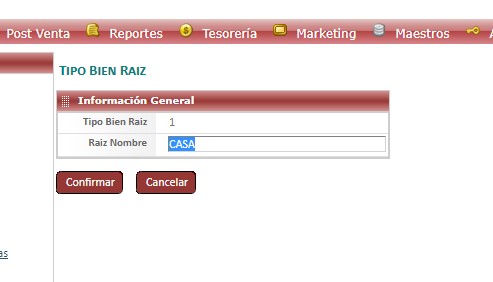 Post Venta Reportes Tesorería Marketing Maestros
TIPO BIEN RAIZ
Información General
Tipo Bien Raiz 1
Raiz Nombre CASA
Confirmar Cancelar
as